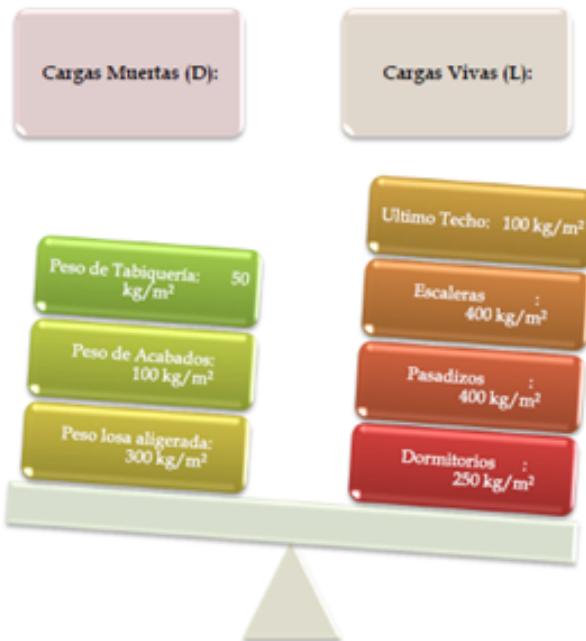 Cargas Muertas (D):
Cargas Vivas (L):
Peso de Tabiquería: 50
kg/m²
Peso de Acabados:
100 kg/m²
Peso losa aligerada:
300 kg/m²
Ultimo Techo: 100 kg/m²
Escaleras :
400 kg/m²
Pasadizos :
400 kg/m²
Dormitorios :
250 kg/m²